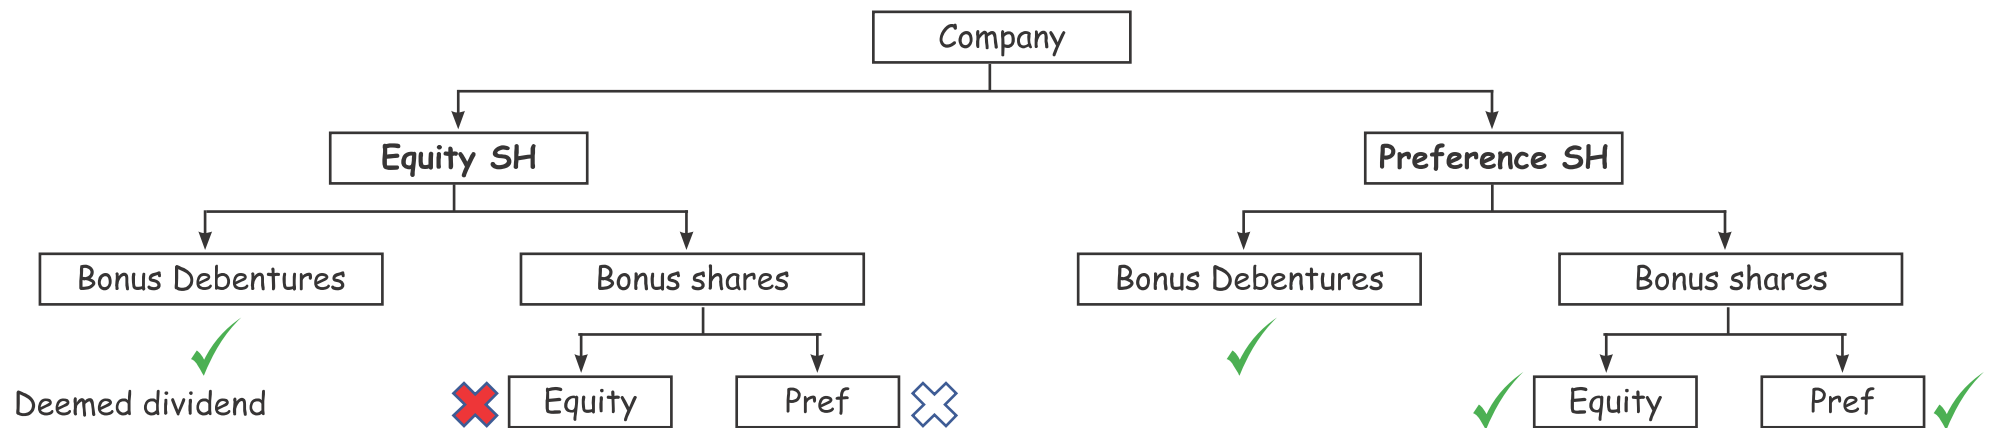 Company
Equity SH
Preference SH
Bonus Debentures
Bonus shares
Bonus Debentures
Bonus shares
Deemed dividend
Equity
Pref
Equity
Pref